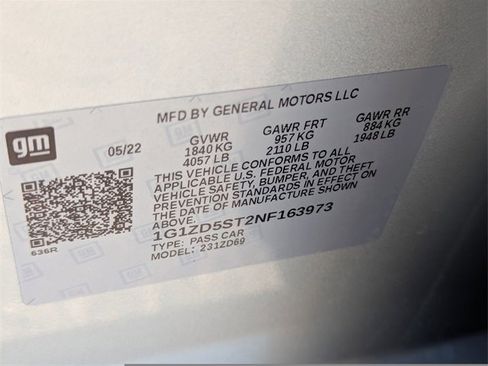 MFD BY GENERAL MOTORS LLC
gm
05/22
GVWR
1840 KG
4057 LB
GAWR FRT
957 KG
2110 LB
GAWR RR
884 KG
1948 LB
THIS VEHICLE CONFORMS TO ALL
APPLICABLE U.S. FEDERAL MOTOR
VEHICLE SAFETY, BUMPER, AND THEFT
PREVENTION STANDARDS IN EFFECT ON
THE DATE OF MANUFACTURE SHOWN
ABOVE.
1G1ZD5ST2NF163973
TYPE: PASS CAR
MODEL: 231ZD69
636R